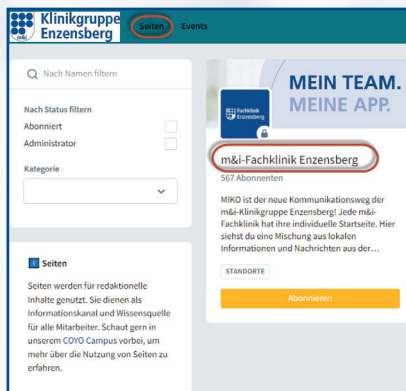 Klinikgruppe
Enzensberg
m&i
Seiten
Events
Nach Namen filtern
Nach Status filtern
Abonniert
Administrator
Kategorie
Seiten
Seiten werden für redaktionelle
Inhalte genutzt. Sie dienen als
Informationskanal und Wissensquelle
für alle Mitarbeiter. Schaut gern in
unserem COYO Campus vorbei, um
mehr über die Nutzung von Seiten zu
erfahren.
MEIN TEAM.
MEINE APP.
Fachklinik
Enzensberg
m&i-Fachklinik Enzensberg
567 Abonnenten
MIKO ist der neue Kommunikationsweg der
m&i-Klinikgruppe Enzensberg! Jede m&i-
Fachklinik hat ihre individuelle Startseite. Hier
siehst du eine Mischung aus lokalen
Informationen und Nachrichten aus der…
STANDORTE
Abonnieren